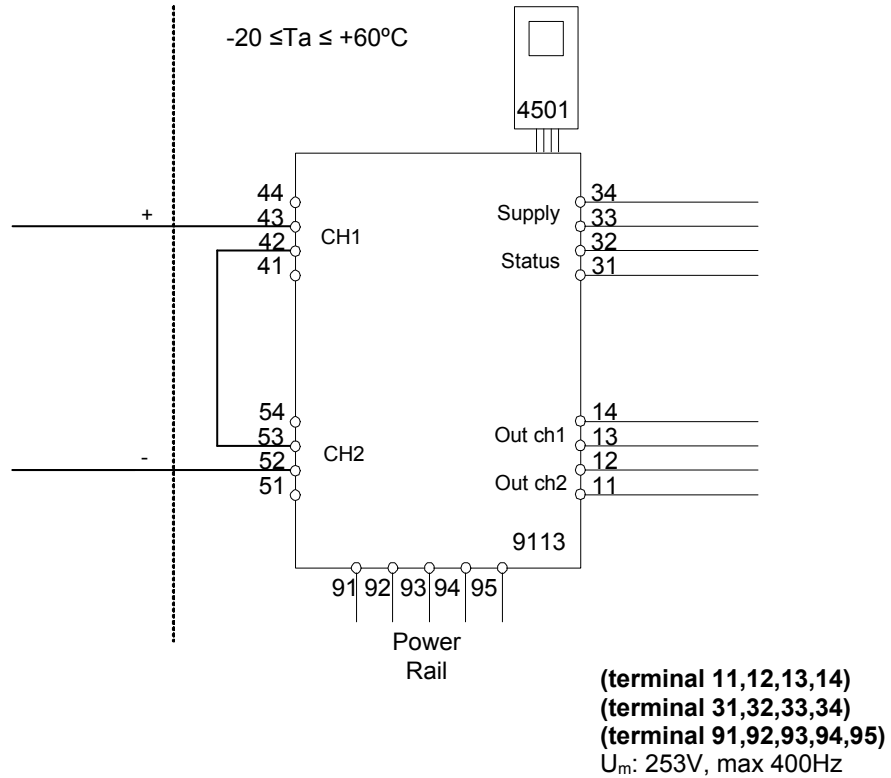 -20 ≤Ta ≤ +60ºC
4501
44
43
42
41
+
CH1
Supply
Status
34
33
32
31
54
53
52
51
-
CH2
Out ch1
Out ch2
14
13
12
11
9113
91 92 93 94 95
Power
Rail
(terminal 11,12,13,14)
(terminal 31,32,33,34)
(terminal 91,92,93,94,95)
Um: 253V, max 400Hz